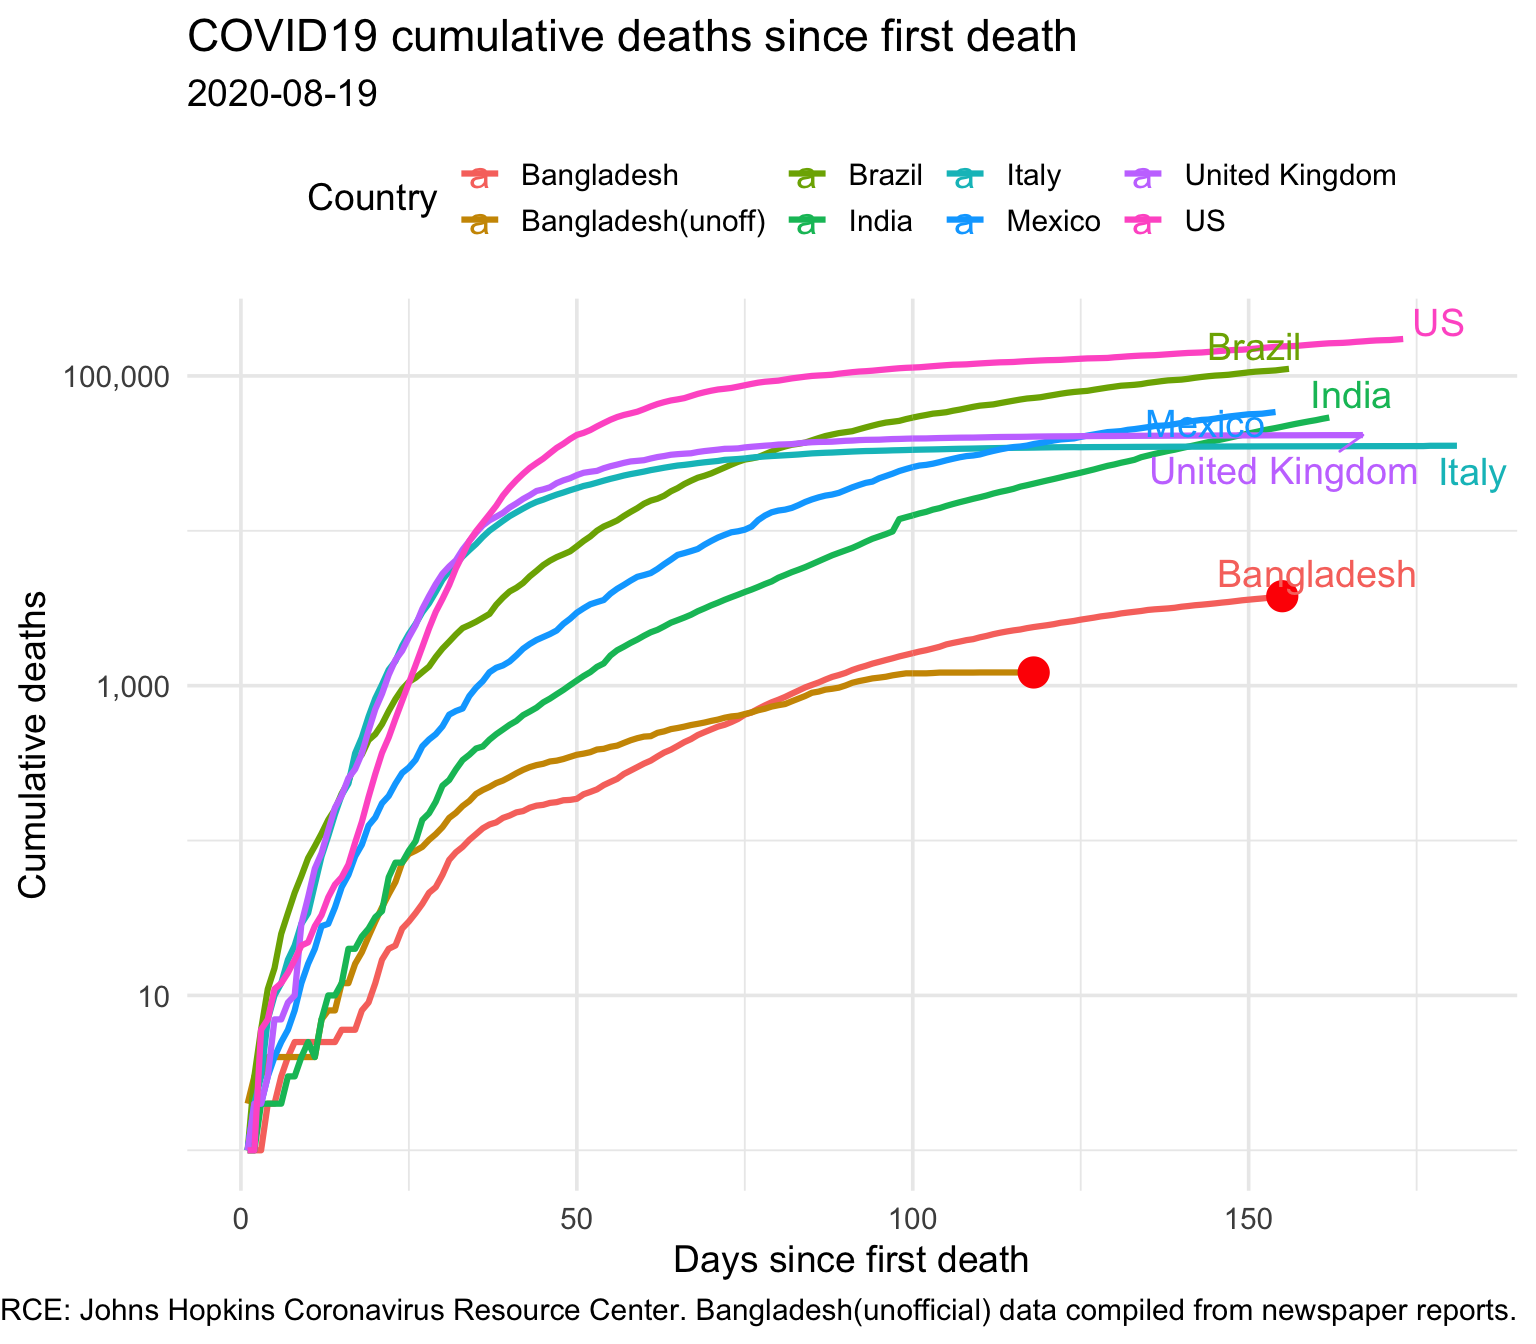 COVID19 cumulative deaths since first death
2020-08-19
Country
a Bangladesh a Brazil a Italy a United Kingdom
a Bangladesh(unoff) a India a Mexico a US
US
Brazil
India
Mexico
United Kingdom Italy
Bangladesh
100,000
1,000
10
Cumulative deaths
0 50 100 150
Days since first death
RCE: Johns Hopkins Coronavirus Resource Center. Bangladesh(unofficial) data compiled from newspaper reports.